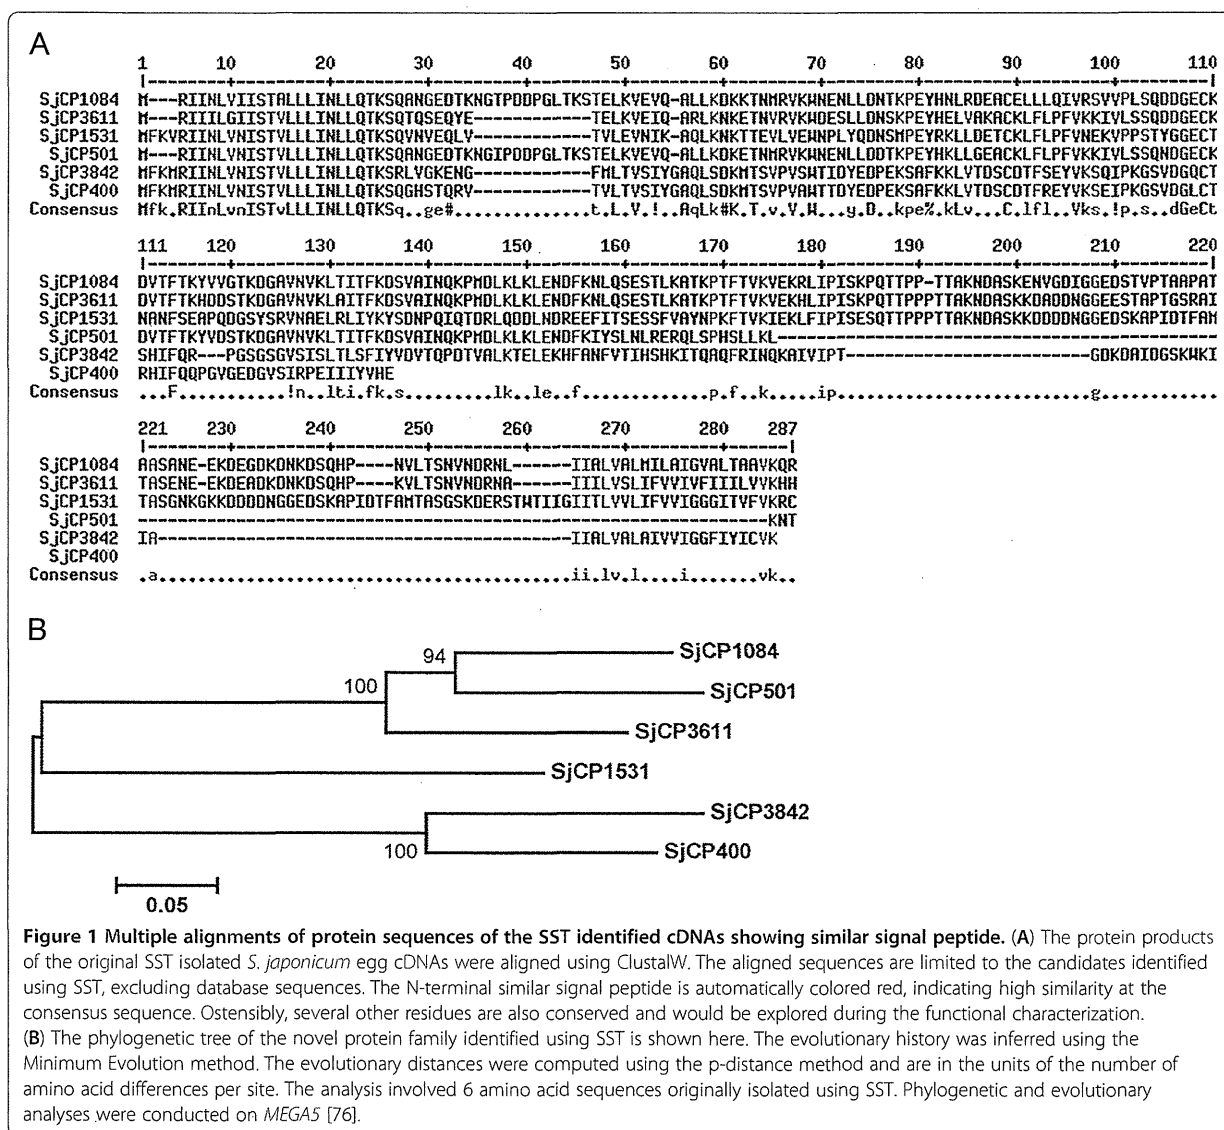 A
1 10 20 30 40 50 60 70 80 90 100 110
SjCP1084 M---RIINLVIISTALLLINLLQTKSQANGEDTKNGTPDDPGLTKSTELKVEVQ-ALLKDKKTNMRVKWNENLLDNTKPEYHNLRDEACELLLQIVRSVVPLSQDDGECK
SjCP3611 M---RIIILGIISTVLLLINLLQTKSQTQSEQYE------------TELKVEIQ-ARLKNKETNMRVKWDESLLDNSKPEYHELVAKACKLFLPFVKKIVLSSQDDGECK
SjCP1531 MFKVRIINLVNISTVLLLINLLQTKSQVNVEQLV------------TVLEVNIK-AQLKNKTTEVLVEWNPLYQDNSMPEYRKLLDETCKLFLPFVNEKVPPSTYGGECT
SjCP501 M---RIINLVNISTVLLLINLLQTKSQANGEDTKNGIPDDPGLTKSTELKVEVQ-ALLKDKETNMRVKWNENLLDDTKPEYHKLLGEACKLFLPFVKKIVLSSQNDGECK
SjCP3842 MFKMRIINLVNISTVLLLINLLQTKSRLVGKENG------------FMLTVSIYGAQLSDKMTSVPVSWTIDYEDPEKSAFKKLVTDSCDTFSEYVKSQIPKGSVDGQCT
SjCP400 MFKMRIINLVNISTVLLLINLLQTKSQGHSTQRV------------TVLTVSIYGAQLSDKMTSVPVAWTTDYEDPEKSAFKKLVTDSCDTFREYVKSEIPKGSVDGLCT
Consensus Mfk.RIInLvnISTvLLLINLLQTKSq..ge#............t.L.V.!..AqLk#K.T.v.V.W...y.D..kpe%.kLv...C.lfl..Vks.!p.s..dGeCt
111 120 130 140 150 160 170 180 190 200 210 220
SjCP1084 DVTFTKYVVGTKDGAVNVKLTITFKDSVAINQKPMDLKLKLENDFKNLQSESTLKATKPTFTVKVEKRLIPISKPQTTPP-TTAKNDASKENVGDIGGEDSTVPTAAPAT
SjCP3611 DVTFTKHDDSTKDGAVNVKLAITFKDSVAINQKPMDLKLKLENDFKNLQSESTLKATKPTFTVKVEKHLIPISKPQTTPPPTTAKNDASKKDADDNGGEESTAPTGSRAI
SjCP1531 NANFSEAPQDGSYSRVNAELRLIYKYSDNPQIQTDRLQDDLNDREEFITSESSFVAYNPKFTVKIEKLFIPISESQTTPPPTTAKNDASKKDDDDNGGEDSKAPIDTFAM
SjCP501 DVTFTKYVDSTKDGAVNVKLTITFKDSVAINQKPMDLKLKLENDFKIYSLNLRERQLSPHSLLKL---------------------------------------------
SjCP3842 SHIFQR---PGSGSGVSISLTLSFIYVDVTQPDTVALKTELEKHFANFVTIHSHKITQAQFRINQKAIVIPT-------------------------GDKDAIDGSKWKI
SjCP400 RHIFQQPGVGEDGVSIRPEIIIYVHE
Consensus ...F............!n..lti.fk.s.........lk..le..f.............p.f..k.....ip..........................g............
221 230 240 250 260 270 280 287
SjCP1084 AASANE-EKDEGDKDNKDSQHP----NVLTSNVNDRNL------IIALVALMILAIGVALTAAVKQR
SjCP3611 TASENE-EKDEADKDNKDSQHP----KVLTSNVNDRNA------IIILVSLIFVVIVFIIILVVKHH
SjCP1531 TASGNKGKKDDDDNGGEDSKAPIDTFAMTASGSKDERSTWTIIGIITLVVLIFVVIGGGITVFVKRC
SjCP501 ----------------------------------------------------------------KNT
SjCP3842 IA------------------------------------------IIALVALAIVVIGGFIYICVK
SjCP400
Consensus .a..........................................ii.lv.l....i.......vk..
B
SjCP1084
94
SjCP501
100
SjCP3611
SjCP1531
SjCP3842
100
SjCP400
0.05
Figure 1 Multiple alignments of protein sequences of the SST identified cDNAs showing similar signal peptide. (A) The protein products
of the original SST isolated S. japonicum egg cDNAs were aligned using ClustalW. The aligned sequences are limited to the candidates identified
using SST, excluding database sequences. The N-terminal similar signal peptide is automatically colored red, indicating high similarity at the
consensus sequence. Ostensibly, several other residues are also conserved and would be explored during the functional characterization.
(B) The phylogenetic tree of the novel protein family identified using SST is shown here. The evolutionary history was inferred using the
Minimum Evolution method. The evolutionary distances were computed using the p-distance method and are in the units of the number of
amino acid differences per site. The analysis involved 6 amino acid sequences originally isolated using SST. Phylogenetic and evolutionary
analyses were conducted on MEGA5 [76].